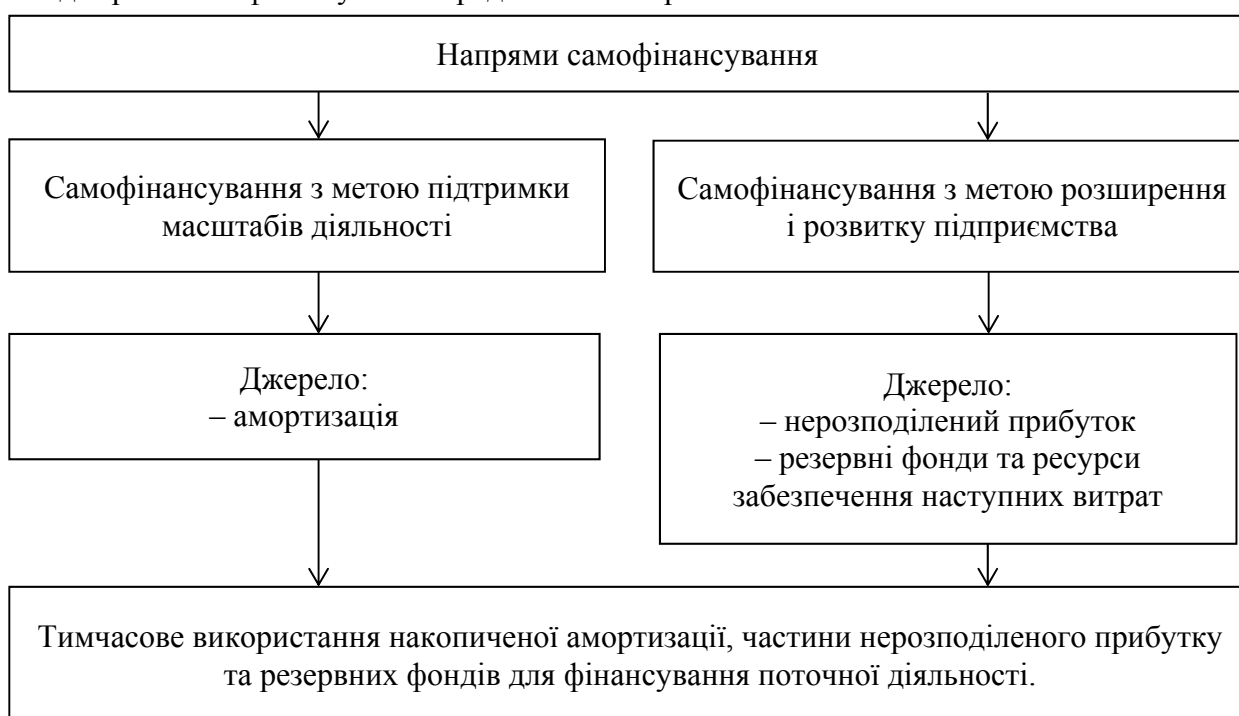 Напрями самофінансування
Самофінансування з метою підтримки
масштабів діяльності
Самофінансування з метою розширення
і розвитку підприємства
Джерело:
– амортизація
Джерело:
– нерозподілений прибуток
– резервні фонди та ресурси
забезпечення наступних витрат
Тимчасове використання накопиченої амортизації, частини нерозподіленого прибутку
та резервних фондів для фінансування поточної діяльності.